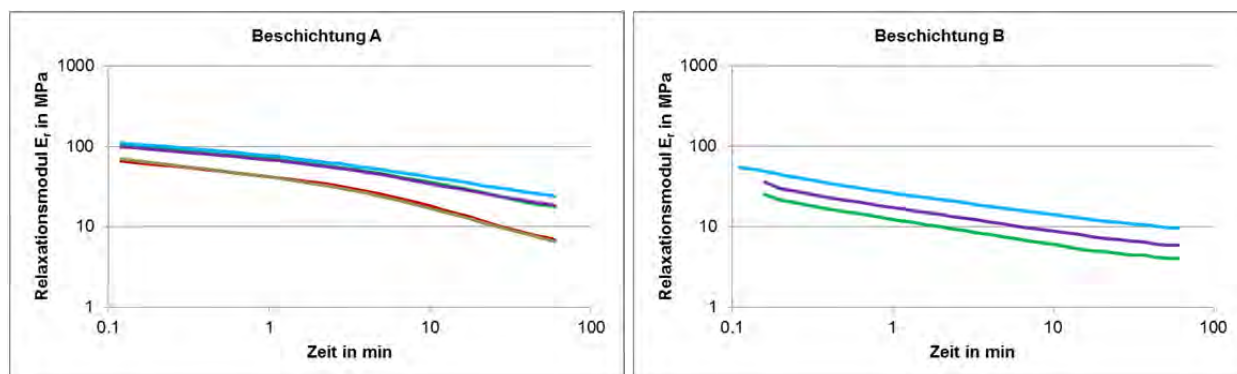 Beschichtung A
Relaxationsmodul Er in MPa
1000
100
10
1
0.1 1 10 100
Zeit in min
Beschichtung B
Relaxationsmodul Er in MPa
1000
100
10
1
0.1 1 10 100
Zeit in min